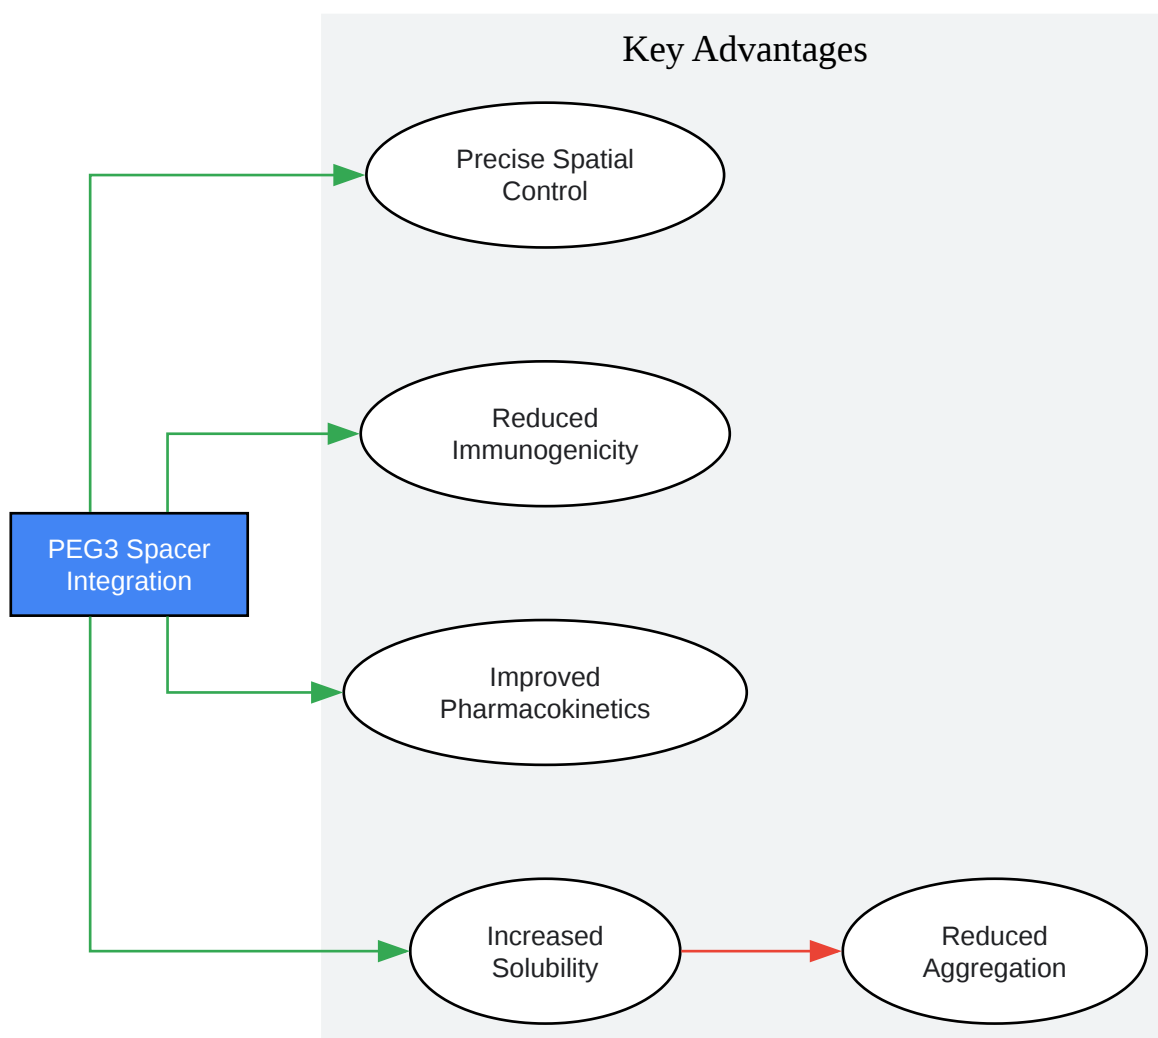 Key Advantages
Precise Spatial
Control
Reduced
Immunogenicity
PEG3 Spacer
Integration
Improved
Pharmacokinetics
Increased
Solubility
Reduced
Aggregation